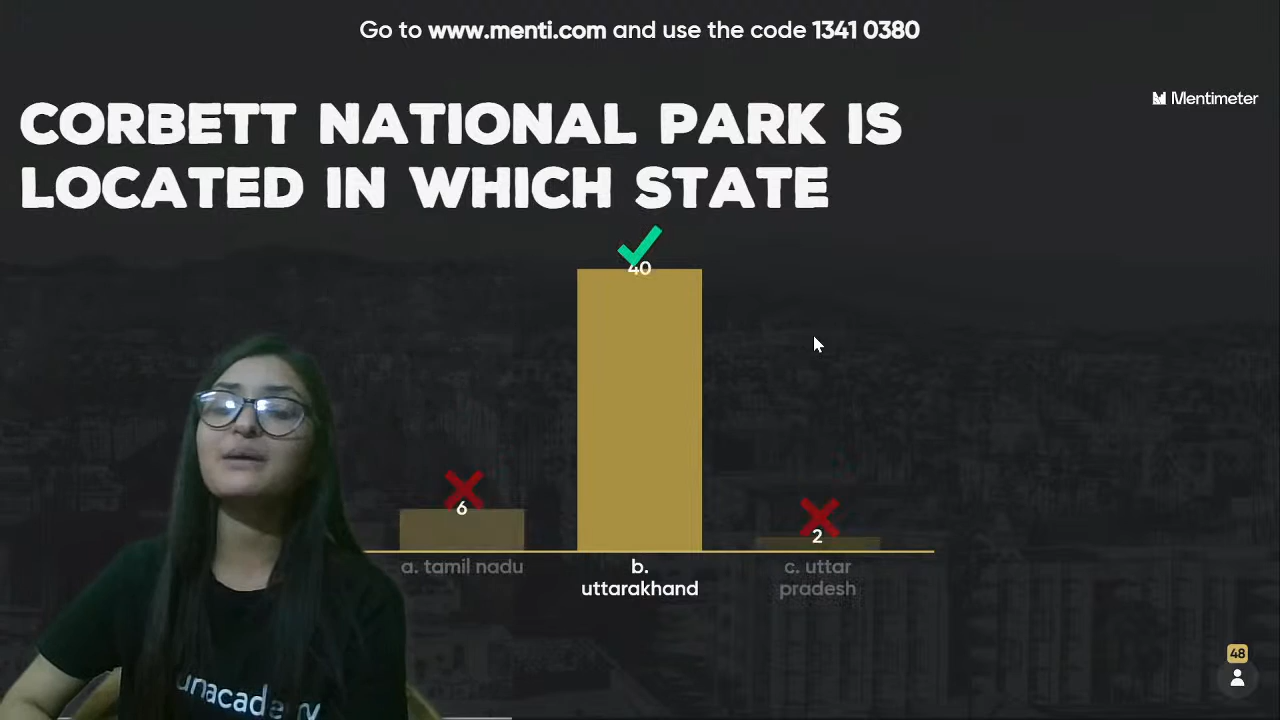 Go to www.menti.com and use the code 1341 0380
Mentimeter
CORBETT NATIONAL PARK IS
LOCATED IN WHICH STATE
40
6
2
a. tamil nadu
b.
uttarakhand
c. uttar
pradesh
48
unacademy